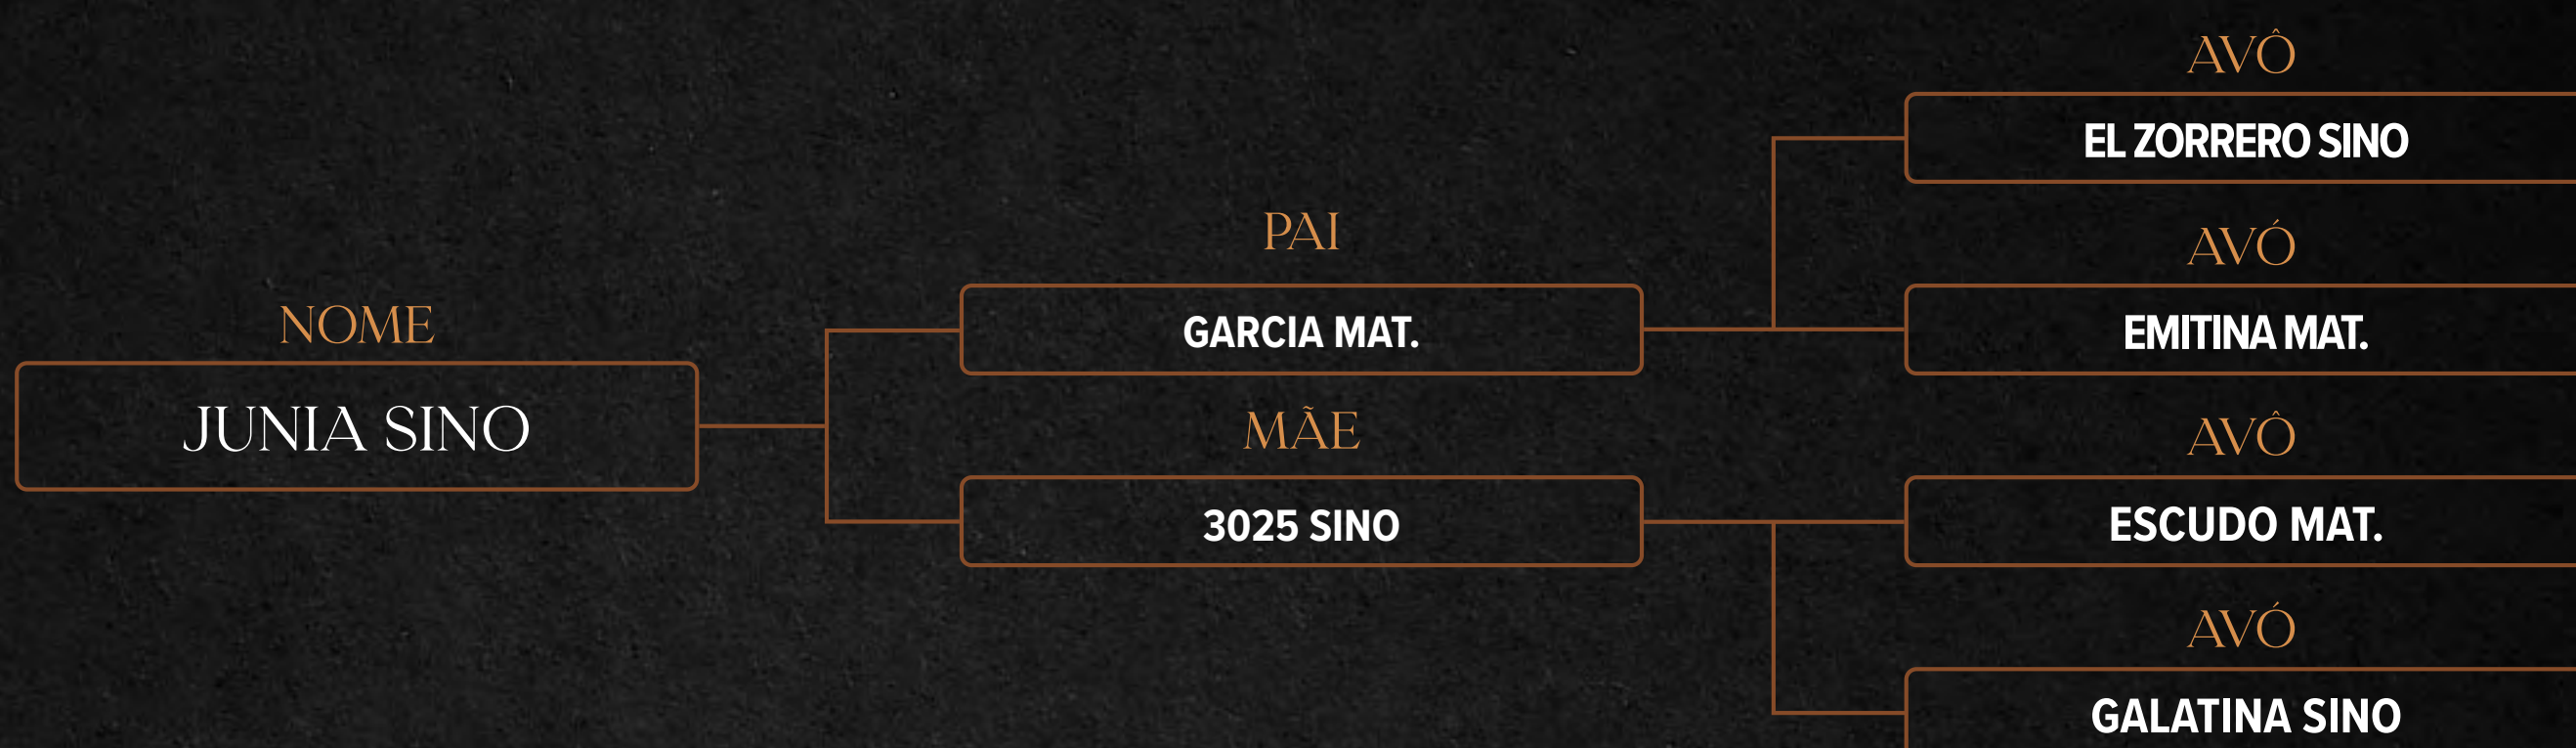 NOME
JUNIA SINO
PAI
GARCIA MAT.
MÃE
3025 SINO
AVÔ
EL ZORRERO SINO
AVÓ
EMITINA MAT.
AVÔ
ESCUDO MAT.
AVÓ
GALATINA SINO